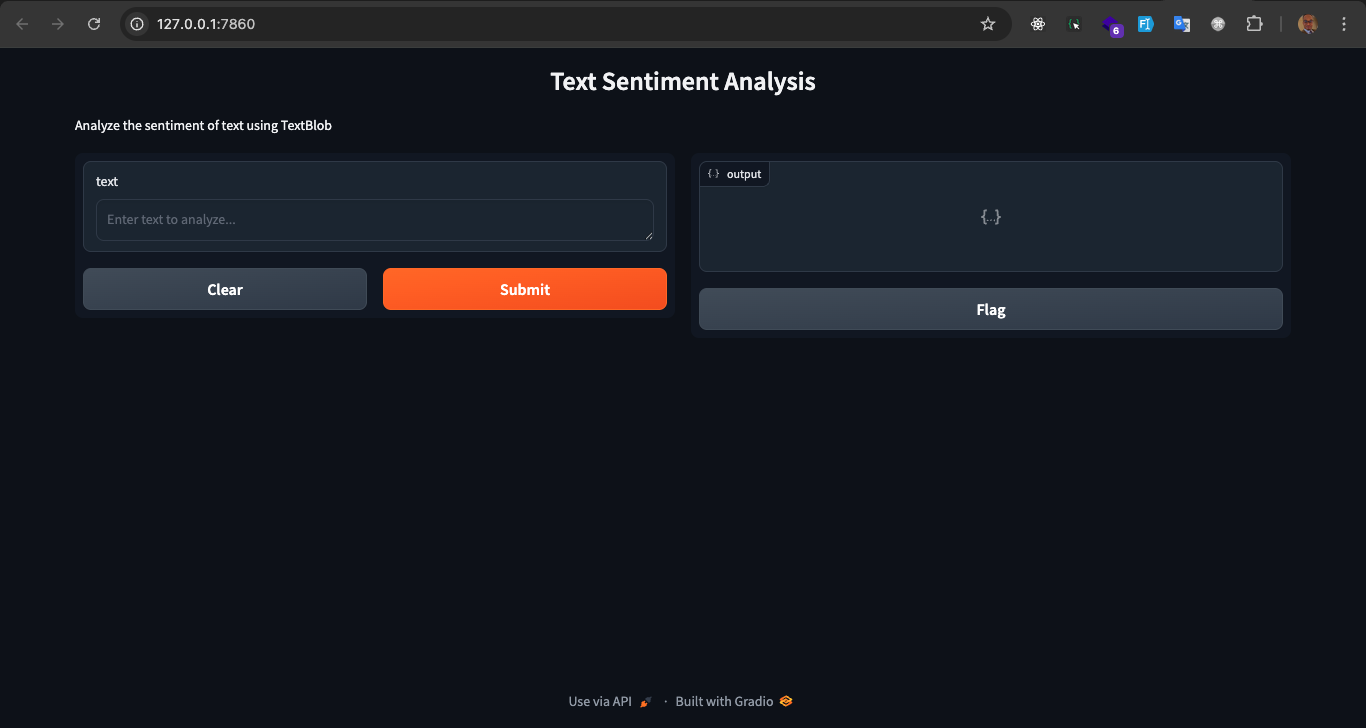 127.0.0.1:7860
6
Text Sentiment Analysis
Analyze the sentiment of text using TextBlob
text
Enter text to analyze...
Clear
Submit
{.} output
{...}
Flag
Use via API · Built with Gradio